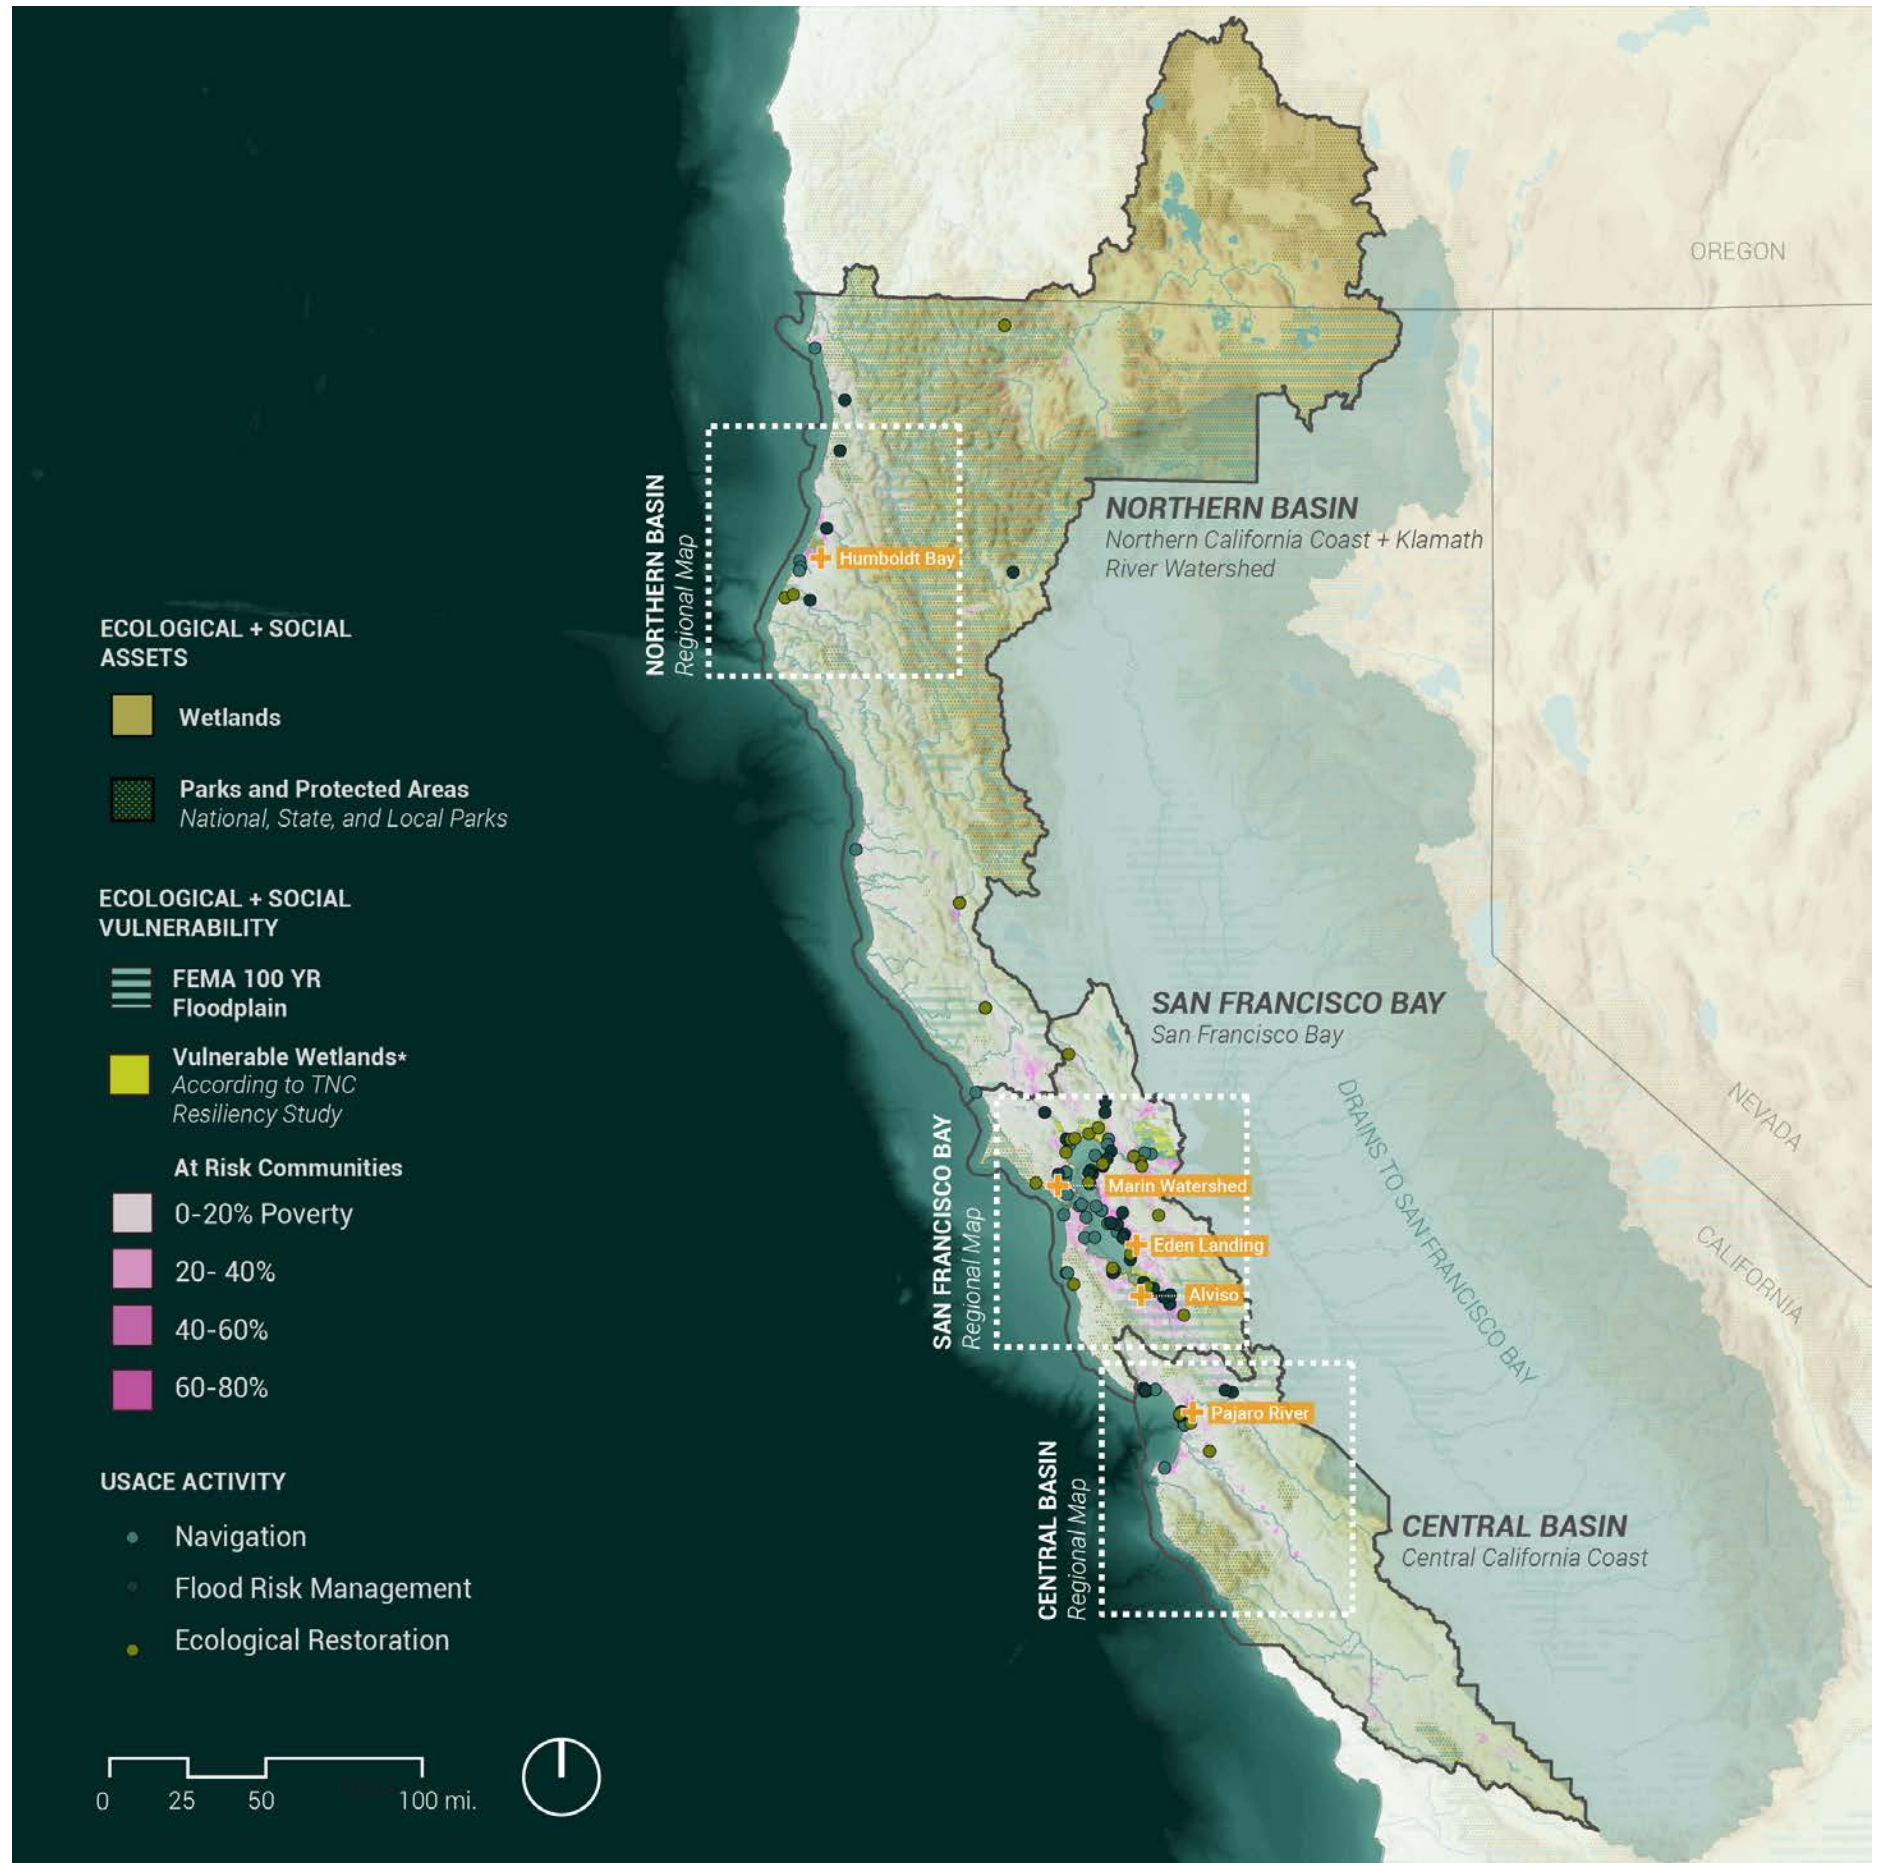 OREGON
NORTHERN BASIN
Northern California Coast + Klamath
River Watershed
NORTHERN BASIN
Regional Map
Humboldt Bay
ECOLOGICAL + SOCIAL
ASSETS
Wetlands
Parks and Protected Areas
National, State, and Local Parks
ECOLOGICAL + SOCIAL
VULNERABILITY
FEMA 100 YR
Floodplain
Vulnerable Wetlands*
According to TNC
Resiliency Study
At Risk Communities
0-20% Poverty
20- 40%
40-60%
60-80%
USACE ACTIVITY
Navigation
Flood Risk Management
Ecological Restoration
0 25 50 100 mi.
SAN FRANCISCO BAY
San Francisco Bay
SAN FRANCISCO BAY
Regional Map
Marin Watershed
Eden Landing
Alviso
DRAINS TO SAN FRANCISCO BAY
NEVADA
CALIFORNIA
Pajaro River
CENTRAL BASIN
Regional Map
CENTRAL BASIN
Central California Coast